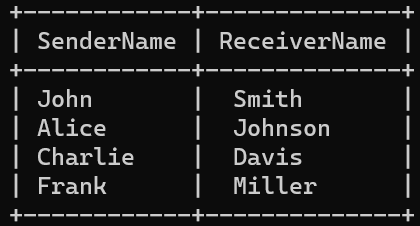 +------------+--------------+
| SenderName | ReceiverName |
+------------+--------------+
| John       |  Smith       |
| Alice      |  Johnson     |
| Charlie    |  Davis       |
| Frank      |  Miller      |
+------------+--------------+